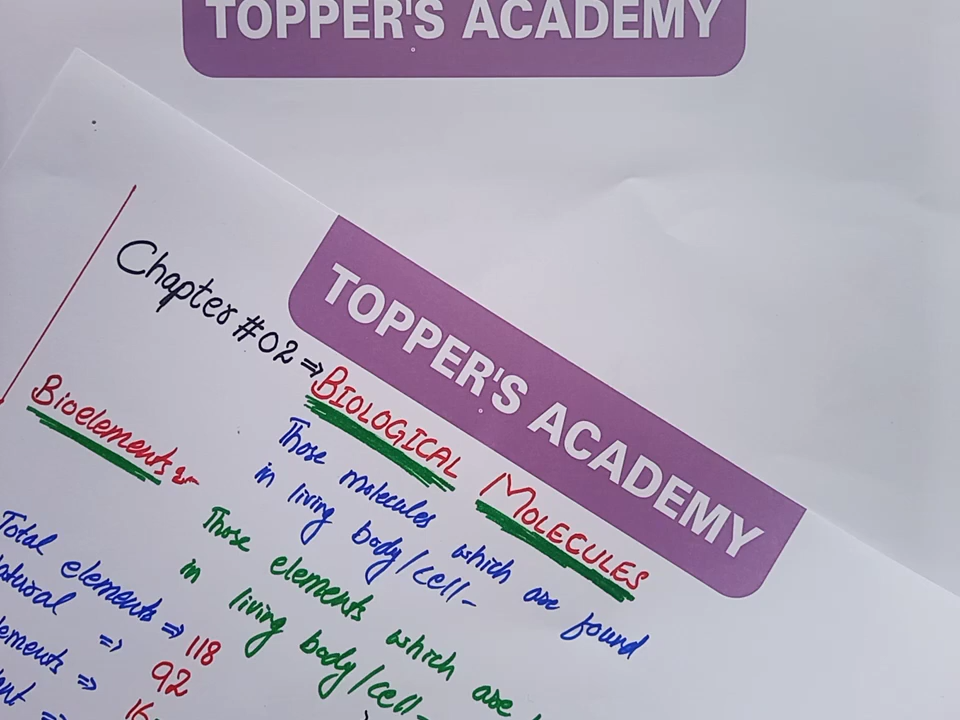 TOPPER'S ACADEMY
TOPPER'S ACADEMY
Chapter #02 ⇒ BIOLOGICAL MOLECULES
Those molecules which are found
in living body/cell-
Bioelements:-
Those elements which are
in living body/cell-
Total elements ⇒ 118
⇒ 92
⇒ 16